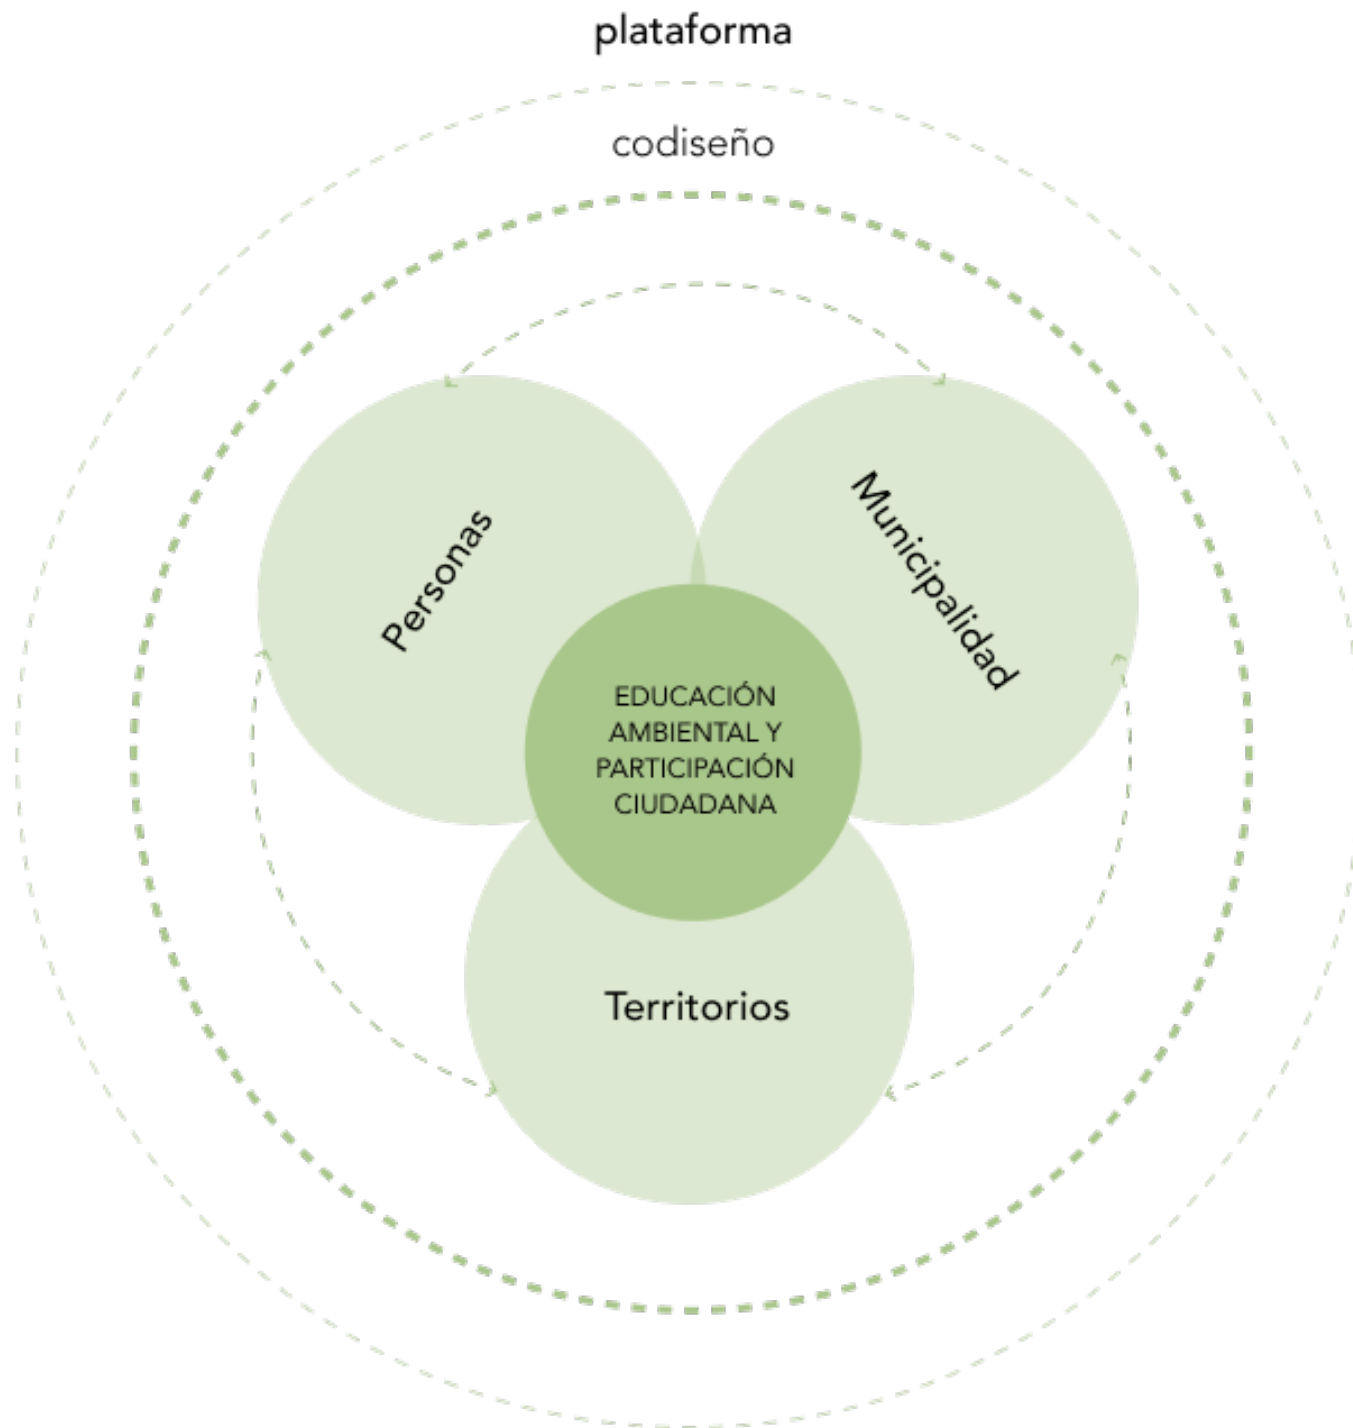 plataforma
codiseño
Personas
Municipalidad
EDUCACIÓN
AMBIENTAL Y
PARTICIPACIÓN
CIUDADANA
Territorios